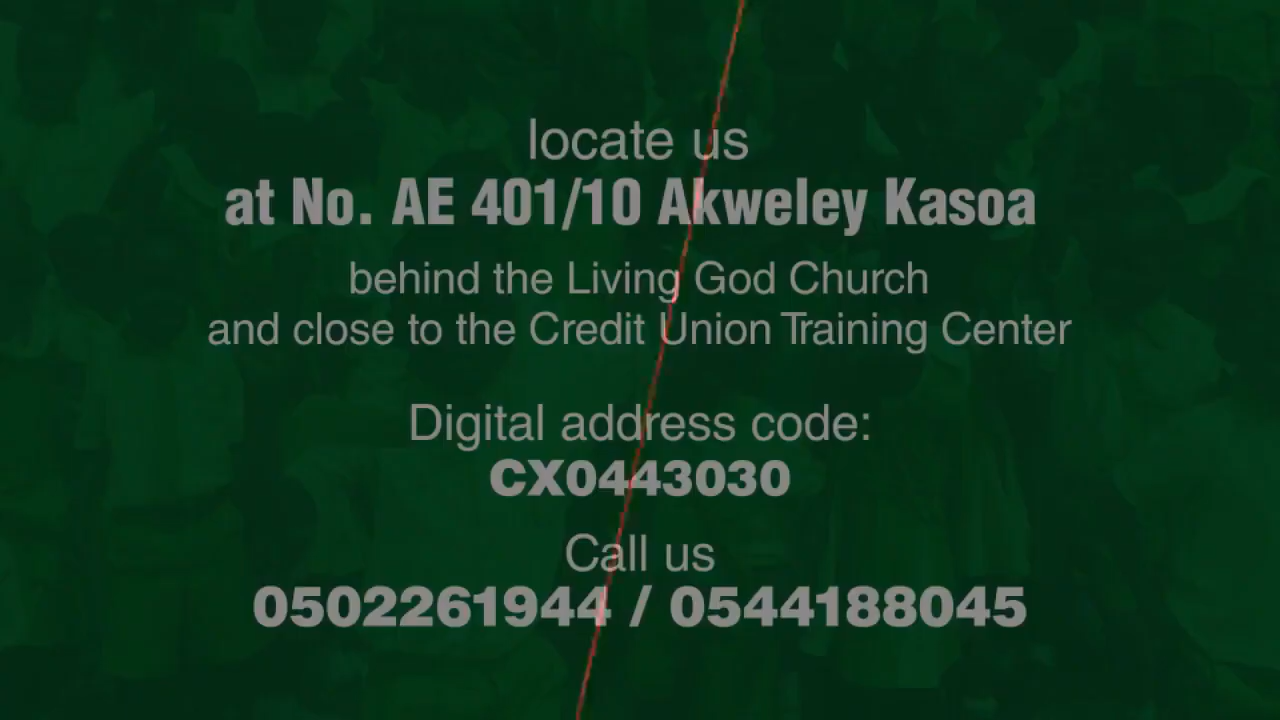 locate us
at No. AE 401/10 Akweley Kasoa
behind the Living God Church
and close to the Credit Union Training Center
Digital address code:
CX0443030
Call us
0502261944 / 0544188045